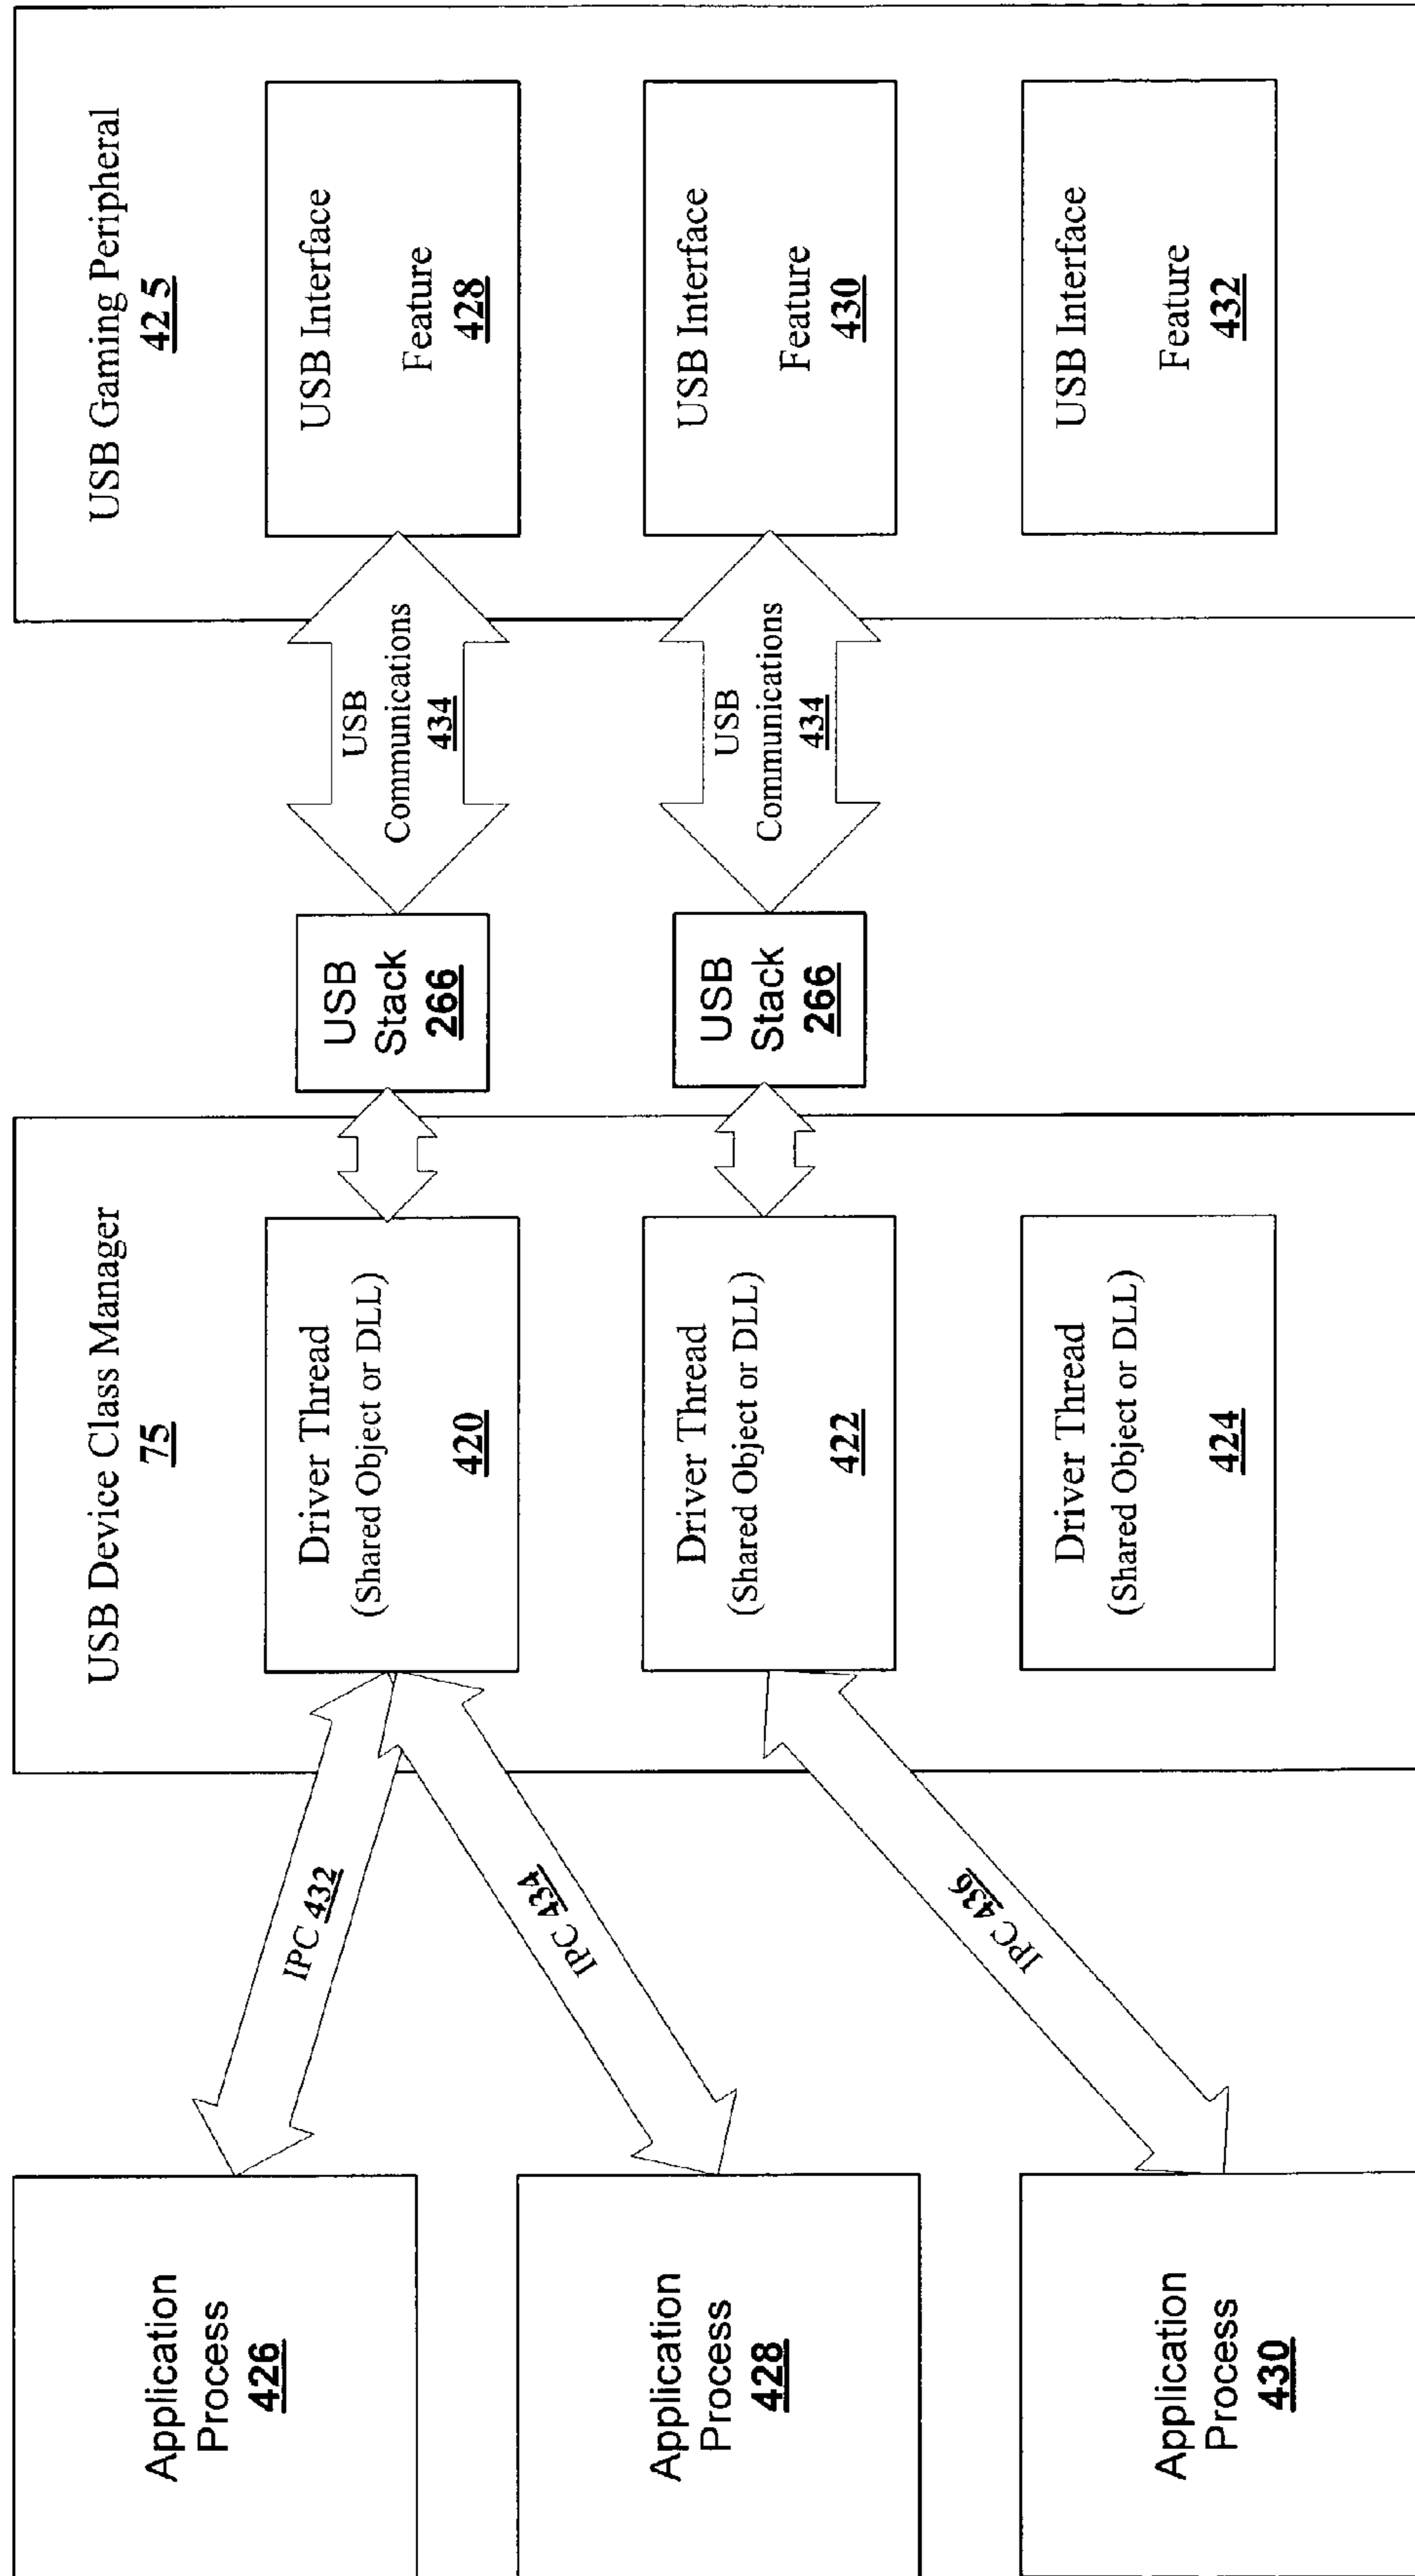 Application
Process
426
Application
Process
428
Application
Process
430
IPC 432
IPC 434
IPC 436
USB Device Class Manager
75
Driver Thread
(Shared Object or DLL)
420
Driver Thread
(Shared Object or DLL)
422
Driver Thread
(Shared Object or DLL)
424
USB
Stack
266
USB
Stack
266
USB
Communications
434
USB
Communications
434
USB Gaming Peripheral
425
USB Interface
Feature
428
USB Interface
Feature
430
USB Interface
Feature
432